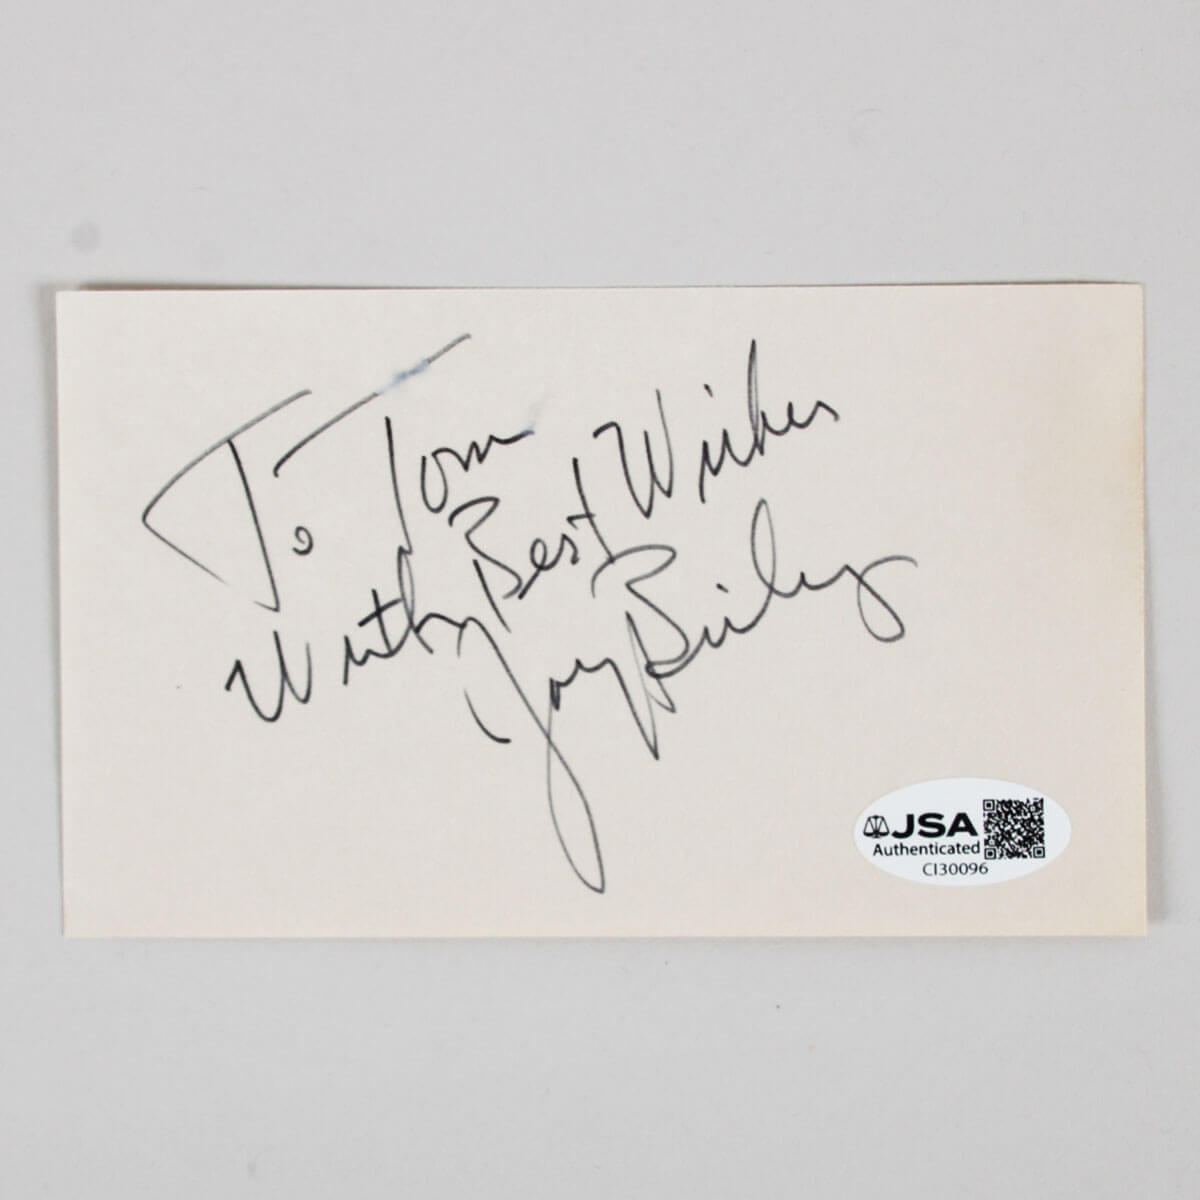 To Tom
With Best Wishes
JSA
Authenticated
CI30096